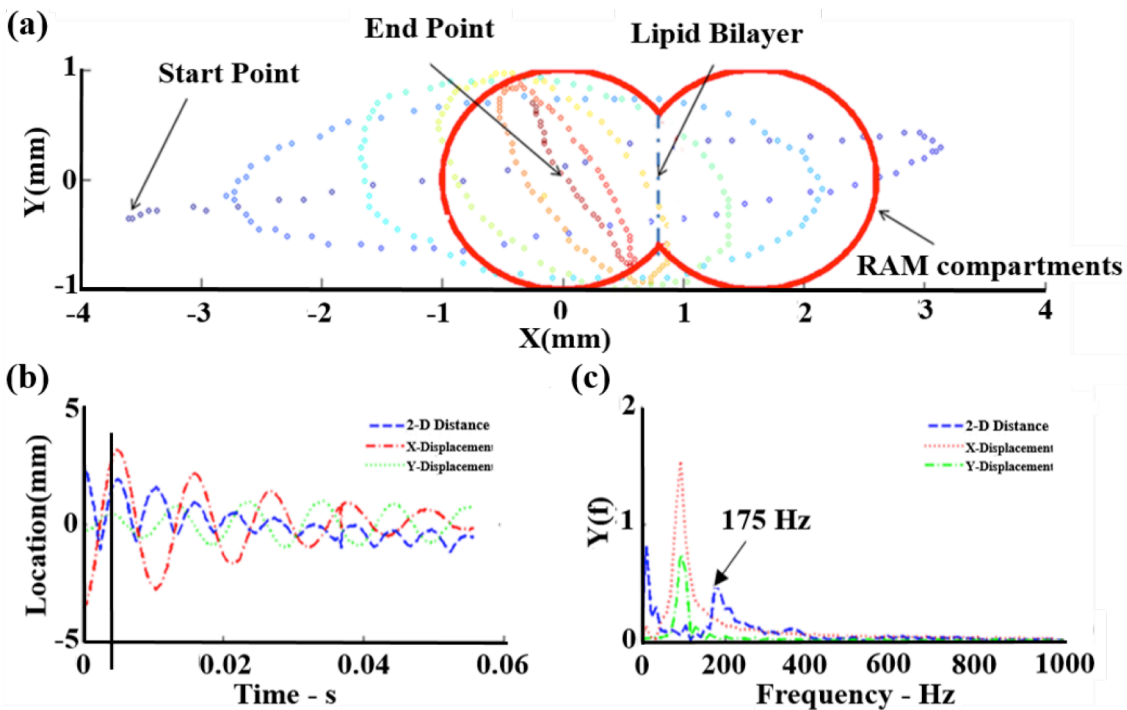 (a)
End Point
Lipid Bilayer
Start Point
1
Y(mm)
0
RAM compartments
-1
-4 -3 -2 -1 0 1 2 3 4
X(mm)
(b)
5
2-D Distance
X-Displacement
Y-Displacement
Location(mm)
0
-5
0 0.02 0.04 0.06
Time - s
(c)
2
2-D Distance
X-Displacement
Y-Displacement
175 Hz
Y(f)
1
0
0 200 400 600 800 1000
Frequency - Hz